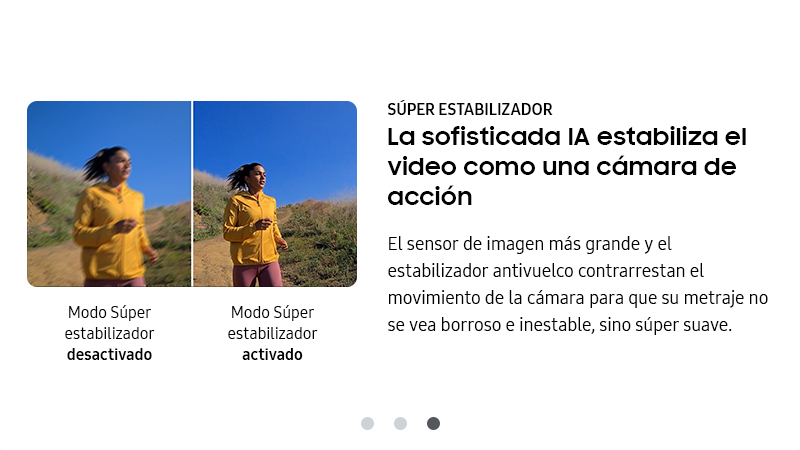 SÚPER ESTABILIZADOR
La sofisticada IA estabiliza el
video como una cámara de
acción
El sensor de imagen más grande y el
estabilizador antivuelco contrarrestan el
movimiento de la cámara para que su metraje no
se vea borroso e inestable, sino súper suave.
Modo Súper
estabilizador
desactivado
Modo Súper
estabilizador
activado